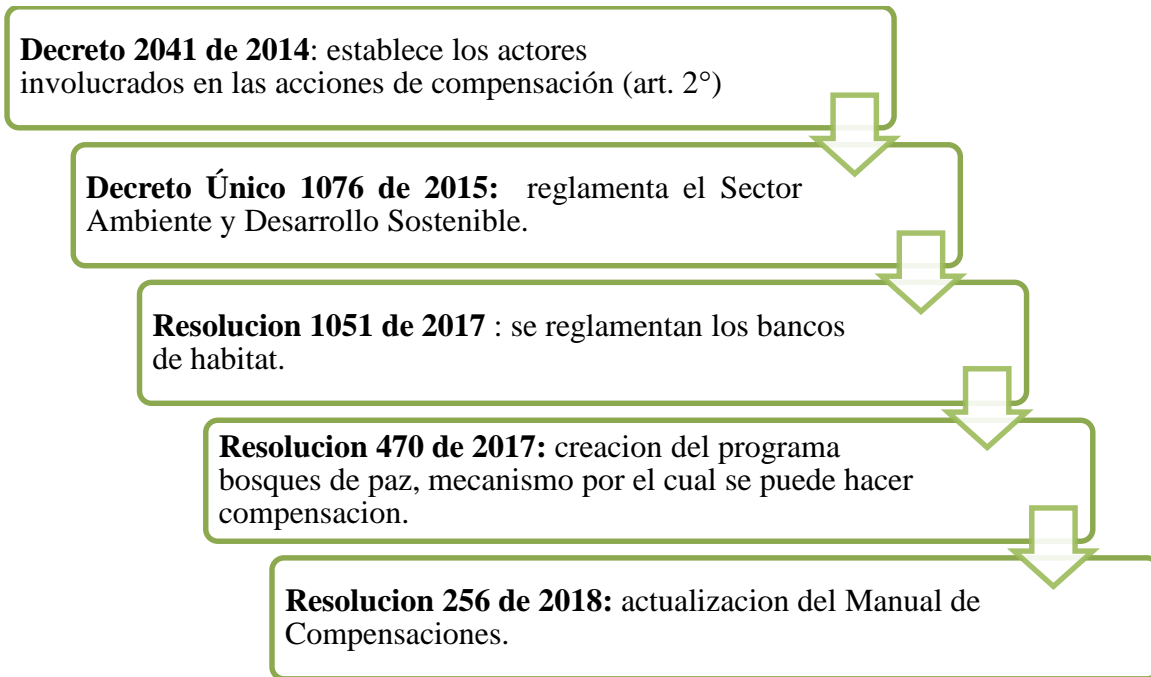 Decreto 2041 de 2014: establece los actores
involucrados en las acciones de compensación (art. 2°)
Decreto Único 1076 de 2015: reglamenta el Sector
Ambiente y Desarrollo Sostenible.
Resolucion 1051 de 2017 : se reglamentan los bancos
de habitat.
Resolucion 470 de 2017: creacion del programa
bosques de paz, mecanismo por el cual se puede hacer
compensacion.
Resolucion 256 de 2018: actualizacion del Manual de
Compensaciones.